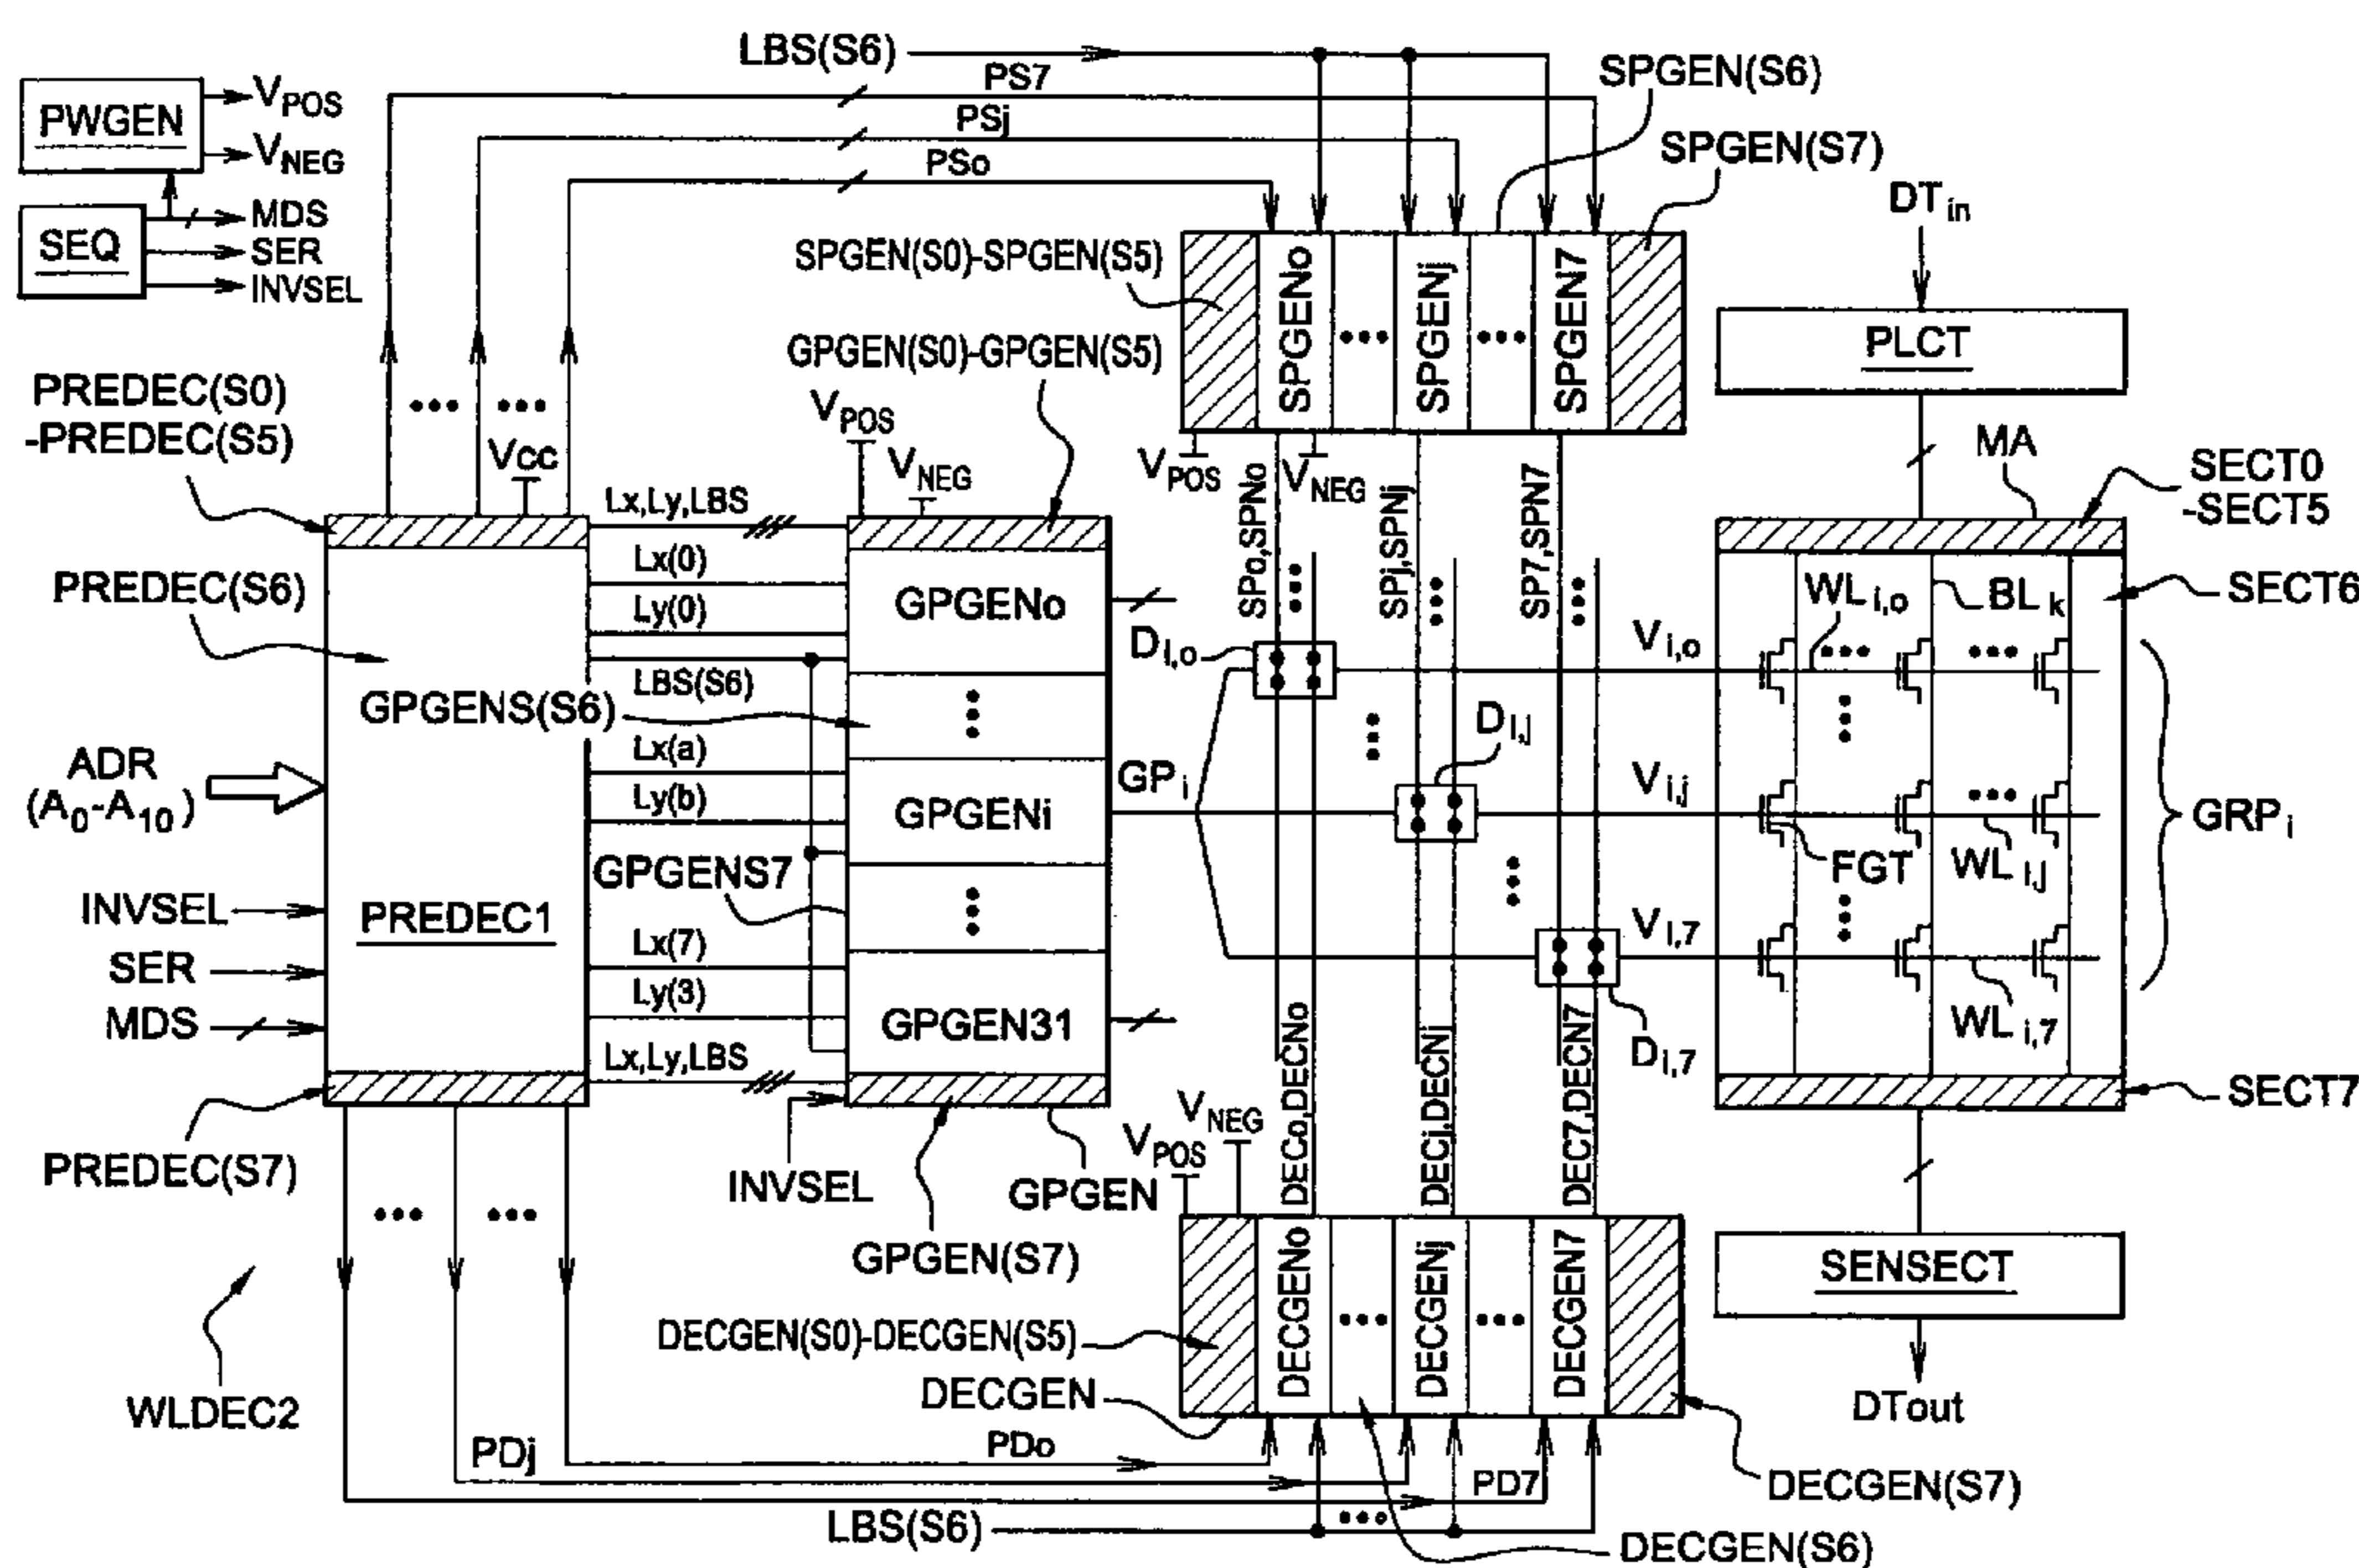 LBS(S6)
PS7
PSj
PSo
SPGEN(S6)
SPGEN(S7)
PWGEN
VPOS
VNEG
SEQ
MDS
SER
INVSEL
DTin
SPGEN(S0)-SPGEN(S5)
SPGENo
•••
SPGENj
•••
SPGEN7
PLCT
GPGEN(S0)-GPGEN(S5)
PREDEC(S0)
-PREDEC(S5)
••• •••
Vcc
VPOS
VNEG
VPOS
VNEG
SPo,SPNo
SPj,SPNj
SP7,SPN7
MA
SECT0
-SECT5
Lx,Ly,LBS
Lx(0)
Ly(0)
LBS(S6)
PREDEC(S6)
GPGENo
Di,o
Vi,o
WLi,o
BLk
SECT6
GPGENS(S6)
Lx(a)
Ly(b)
GPGENi
GPi
Di,j
Vi,j
FGT
WLi,j
GRPi
ADR
(A0-A10)
GPGENS7
INVSEL
SER
MDS
PREDEC1
Lx(7)
Ly(3)
GPGEN31
Vi,7
WLi,7
Di,7
Lx,Ly,LBS
SECT7
PREDEC(S7)
INVSEL
GPGEN
GPGEN(S7)
VPOS
VNEG
DECo,DECNo
DECj,DECNj
DEC7,DECN7
••• •••
DECGENo
•••
DECGENj
•••
DECGEN7
SENSECT
DECGEN(S0)-DECGEN(S5)
DECGEN
WLDEC2
DTout
PDj
PDo
PD7
DECGEN(S7)
LBS(S6)
•••
DECGEN(S6)